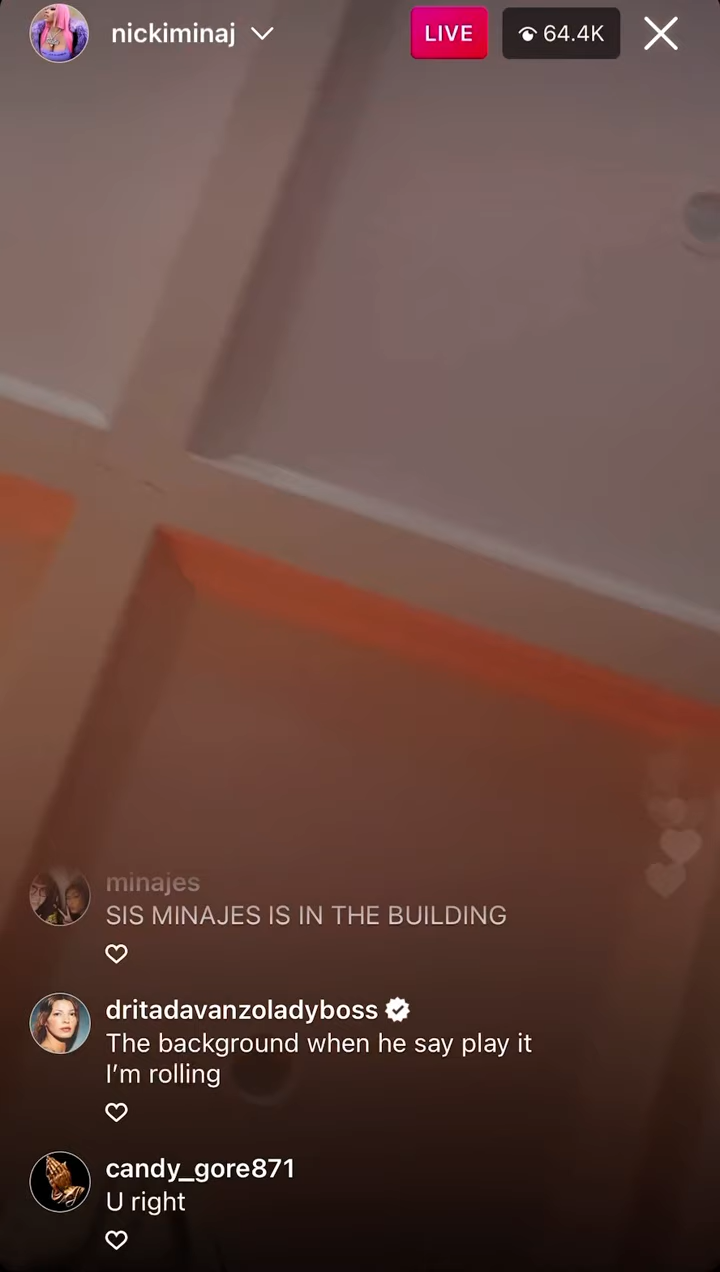 nickiminaj
LIVE
64.4K
minajes
SIS MINAJES IS IN THE BUILDING
dritadavanzoladyboss
The background when he say play it
I'm rolling
candy_gore871
U right